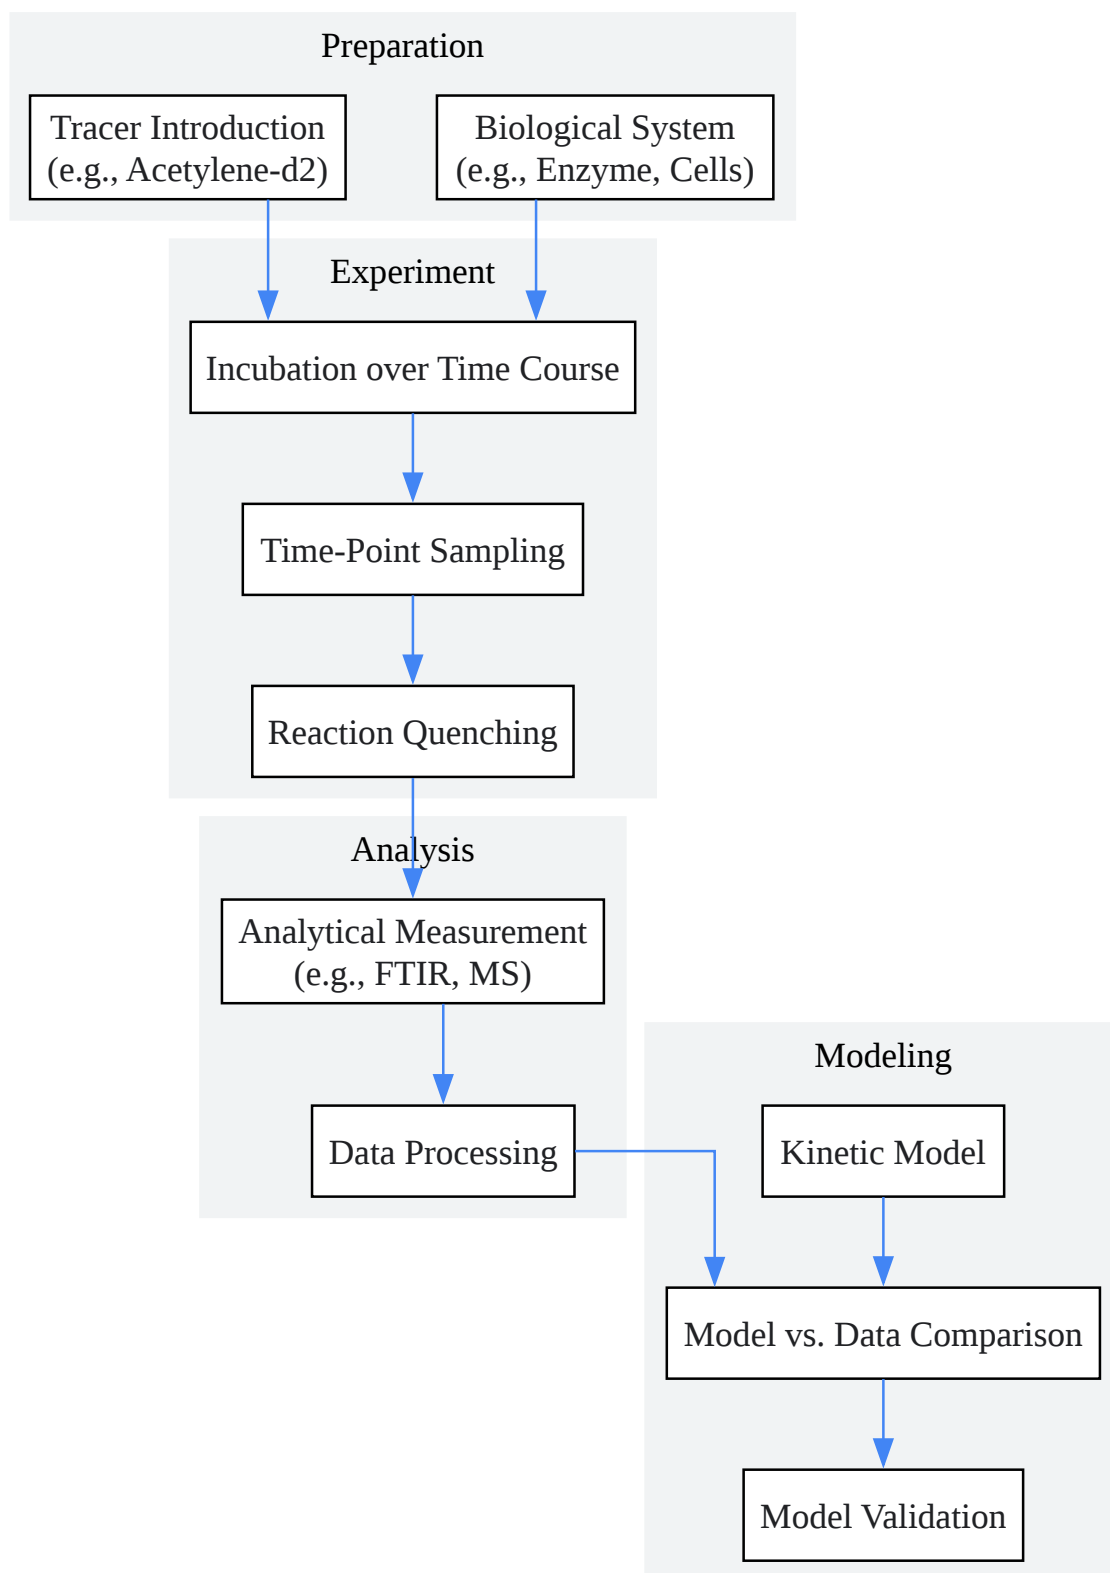 Preparation
Tracer Introduction
(e.g., Acetylene-d2)
Biological System
(e.g., Enzyme, Cells)
Experiment
Incubation over Time Course
Time-Point Sampling
Reaction Quenching
Analysis
Analytical Measurement
(e.g., FTIR, MS)
Data Processing
Modeling
Kinetic Model
Model vs. Data Comparison
Model Validation